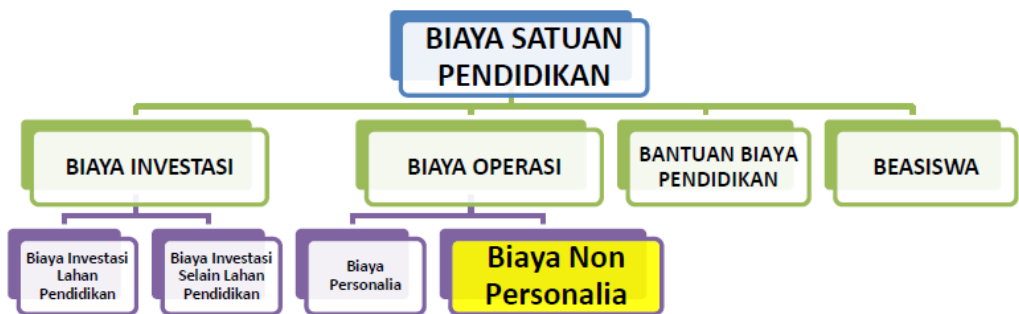 BIAYA SATUAN
PENDIDIKAN
BIAYA INVESTASI
BIAYA OPERASI
BANTUAN BIAYA
PENDIDIKAN
BEASISWA
Biaya Investasi
Lahan
Pendidikan
Biaya Investasi
Selain Lahan
Pendidikan
Biaya
Personalia
Biaya Non
Personalia